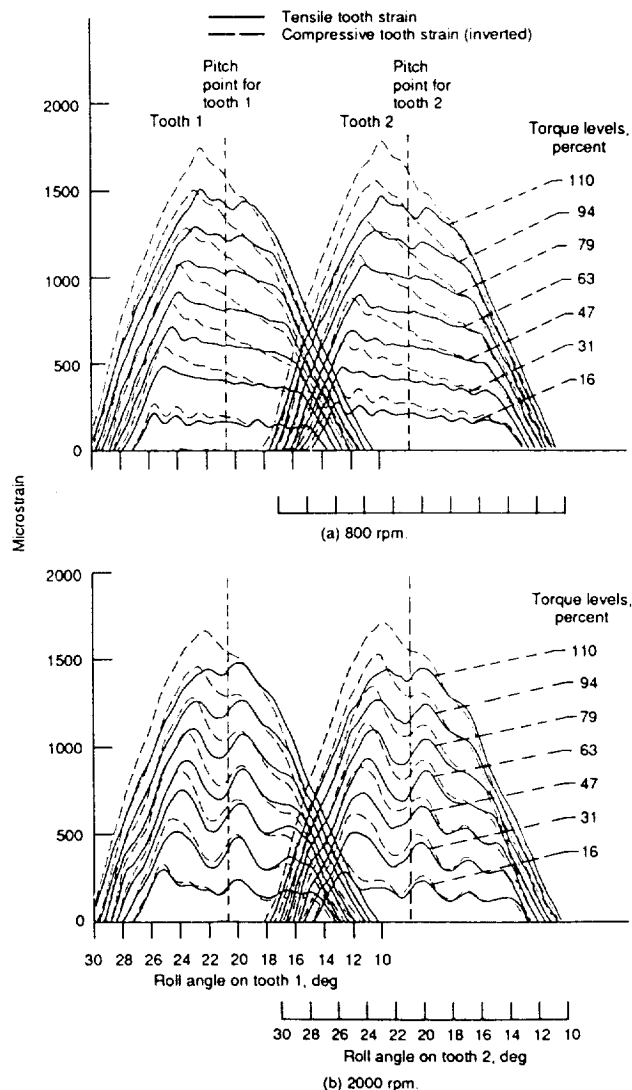 Tensile tooth strain
Compressive tooth strain (inverted)
Pitch
point for
tooth 1
Pitch
point for
tooth 2
Tooth 1
Tooth 2
Torque levels,
percent
2000
1500
1000
500
0
110
94
79
63
47
31
16
Microstrain
(a) 800 rpm.
2000
1500
1000
500
0
Torque levels,
percent
110
94
79
63
47
31
16
30 28 26 24 22 20 18 16 14 12 10
Roll angle on tooth 1, deg
30 28 26 24 22 20 18 16 14 12 10
Roll angle on tooth 2, deg
(b) 2000 rpm.